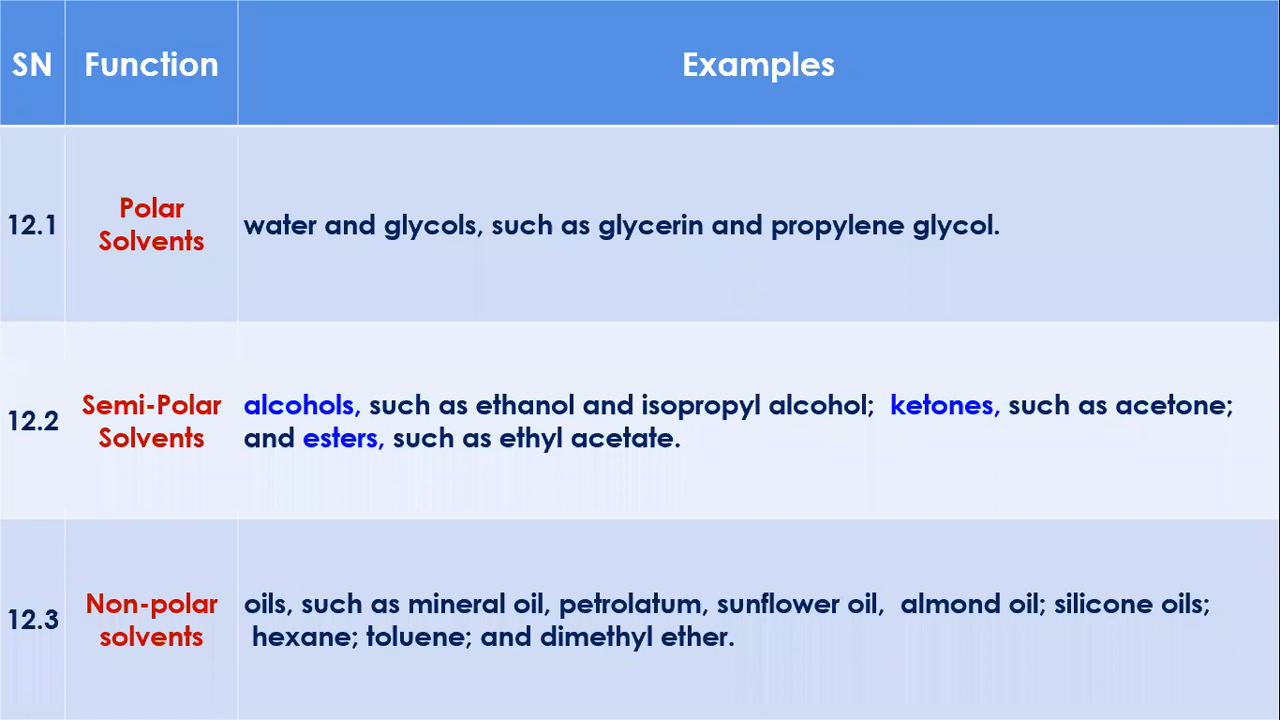 SN Function Examples
12.1 Polar Solvents water and glycols, such as glycerin and propylene glycol.
12.2 Semi-Polar Solvents alcohols, such as ethanol and isopropyl alcohol; ketones, such as acetone;
and esters, such as ethyl acetate.
12.3 Non-polar solvents oils, such as mineral oil, petrolatum, sunflower oil, almond oil; silicone oils;
hexane; toluene; and dimethyl ether.